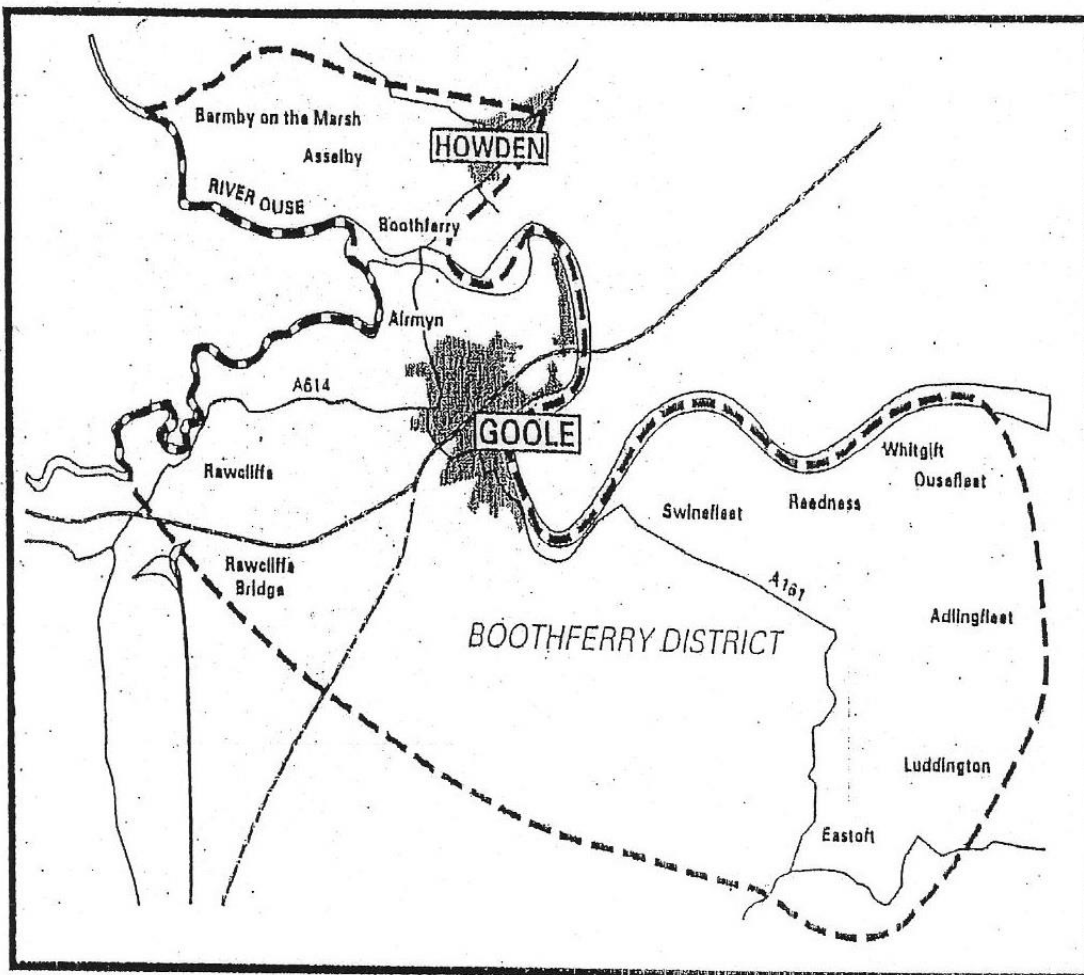 Barmby on the Marsh
HOWDEN
Asselby
RIVER OUSE
Boothferry
Airmyn
A614
GOOLE
Rawcliffe
Whitgift
Ousefleet
Reedness
Swinefleet
Rawcliffe
Bridge
A161
Adlingfleet
BOOTHFERRY DISTRICT
Luddington
Eastoft